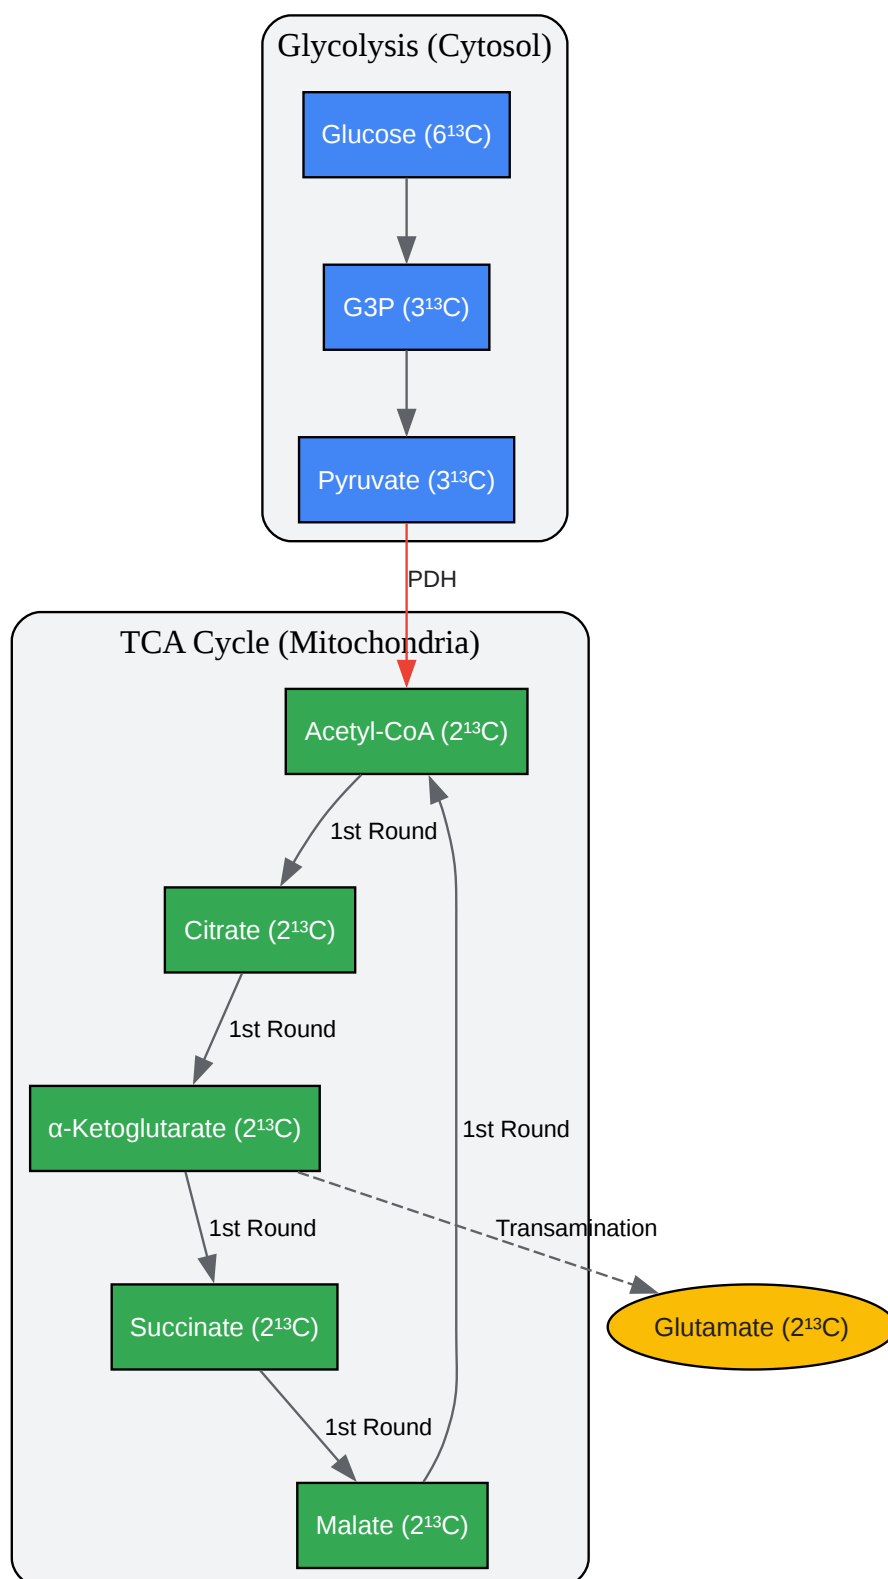 Glycolysis (Cytosol)
Glucose (6¹³C)
G3P (3¹³C)
Pyruvate (3¹³C)
PDH
TCA Cycle (Mitochondria)
Acetyl-CoA (2¹³C)
1st Round
Citrate (2¹³C)
1st Round
α-Ketoglutarate (2¹³C)
1st Round
1st Round
Transamination
Succinate (2¹³C)
Glutamate (2¹³C)
1st Round
Malate (2¹³C)